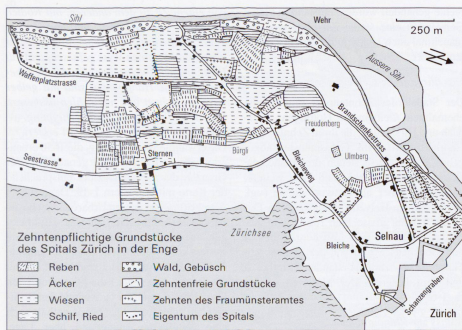 Sihl
Wehr
250 m
Äussere Sihl
Waffenplatzstrasse
Brandschenkestrass
Freudenberg
Bürgli
Ulmberg
Sternen
Seestrasse
Bleicherweg
Zürichsee
Bleiche
Selnau
Schanzengraben
Zürich
Zehntenpflichtige Grundstücke
des Spitals Zürich in der Enge
Reben
Äcker
Wiesen
Schilf, Ried
Wald, Gebüsch
Zehntenfreie Grundstücke
Zehnten des Fraumünsteramtes
Eigentum des Spitals